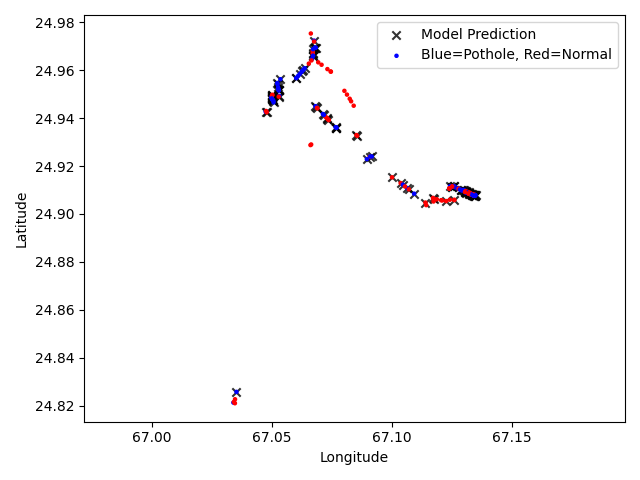 24.98
24.96
24.94
24.92
24.90
24.88
24.86
24.84
24.82
Latitude
Model Prediction
Blue=Pothole, Red=Normal
67.00 67.05 67.10 67.15
Longitude